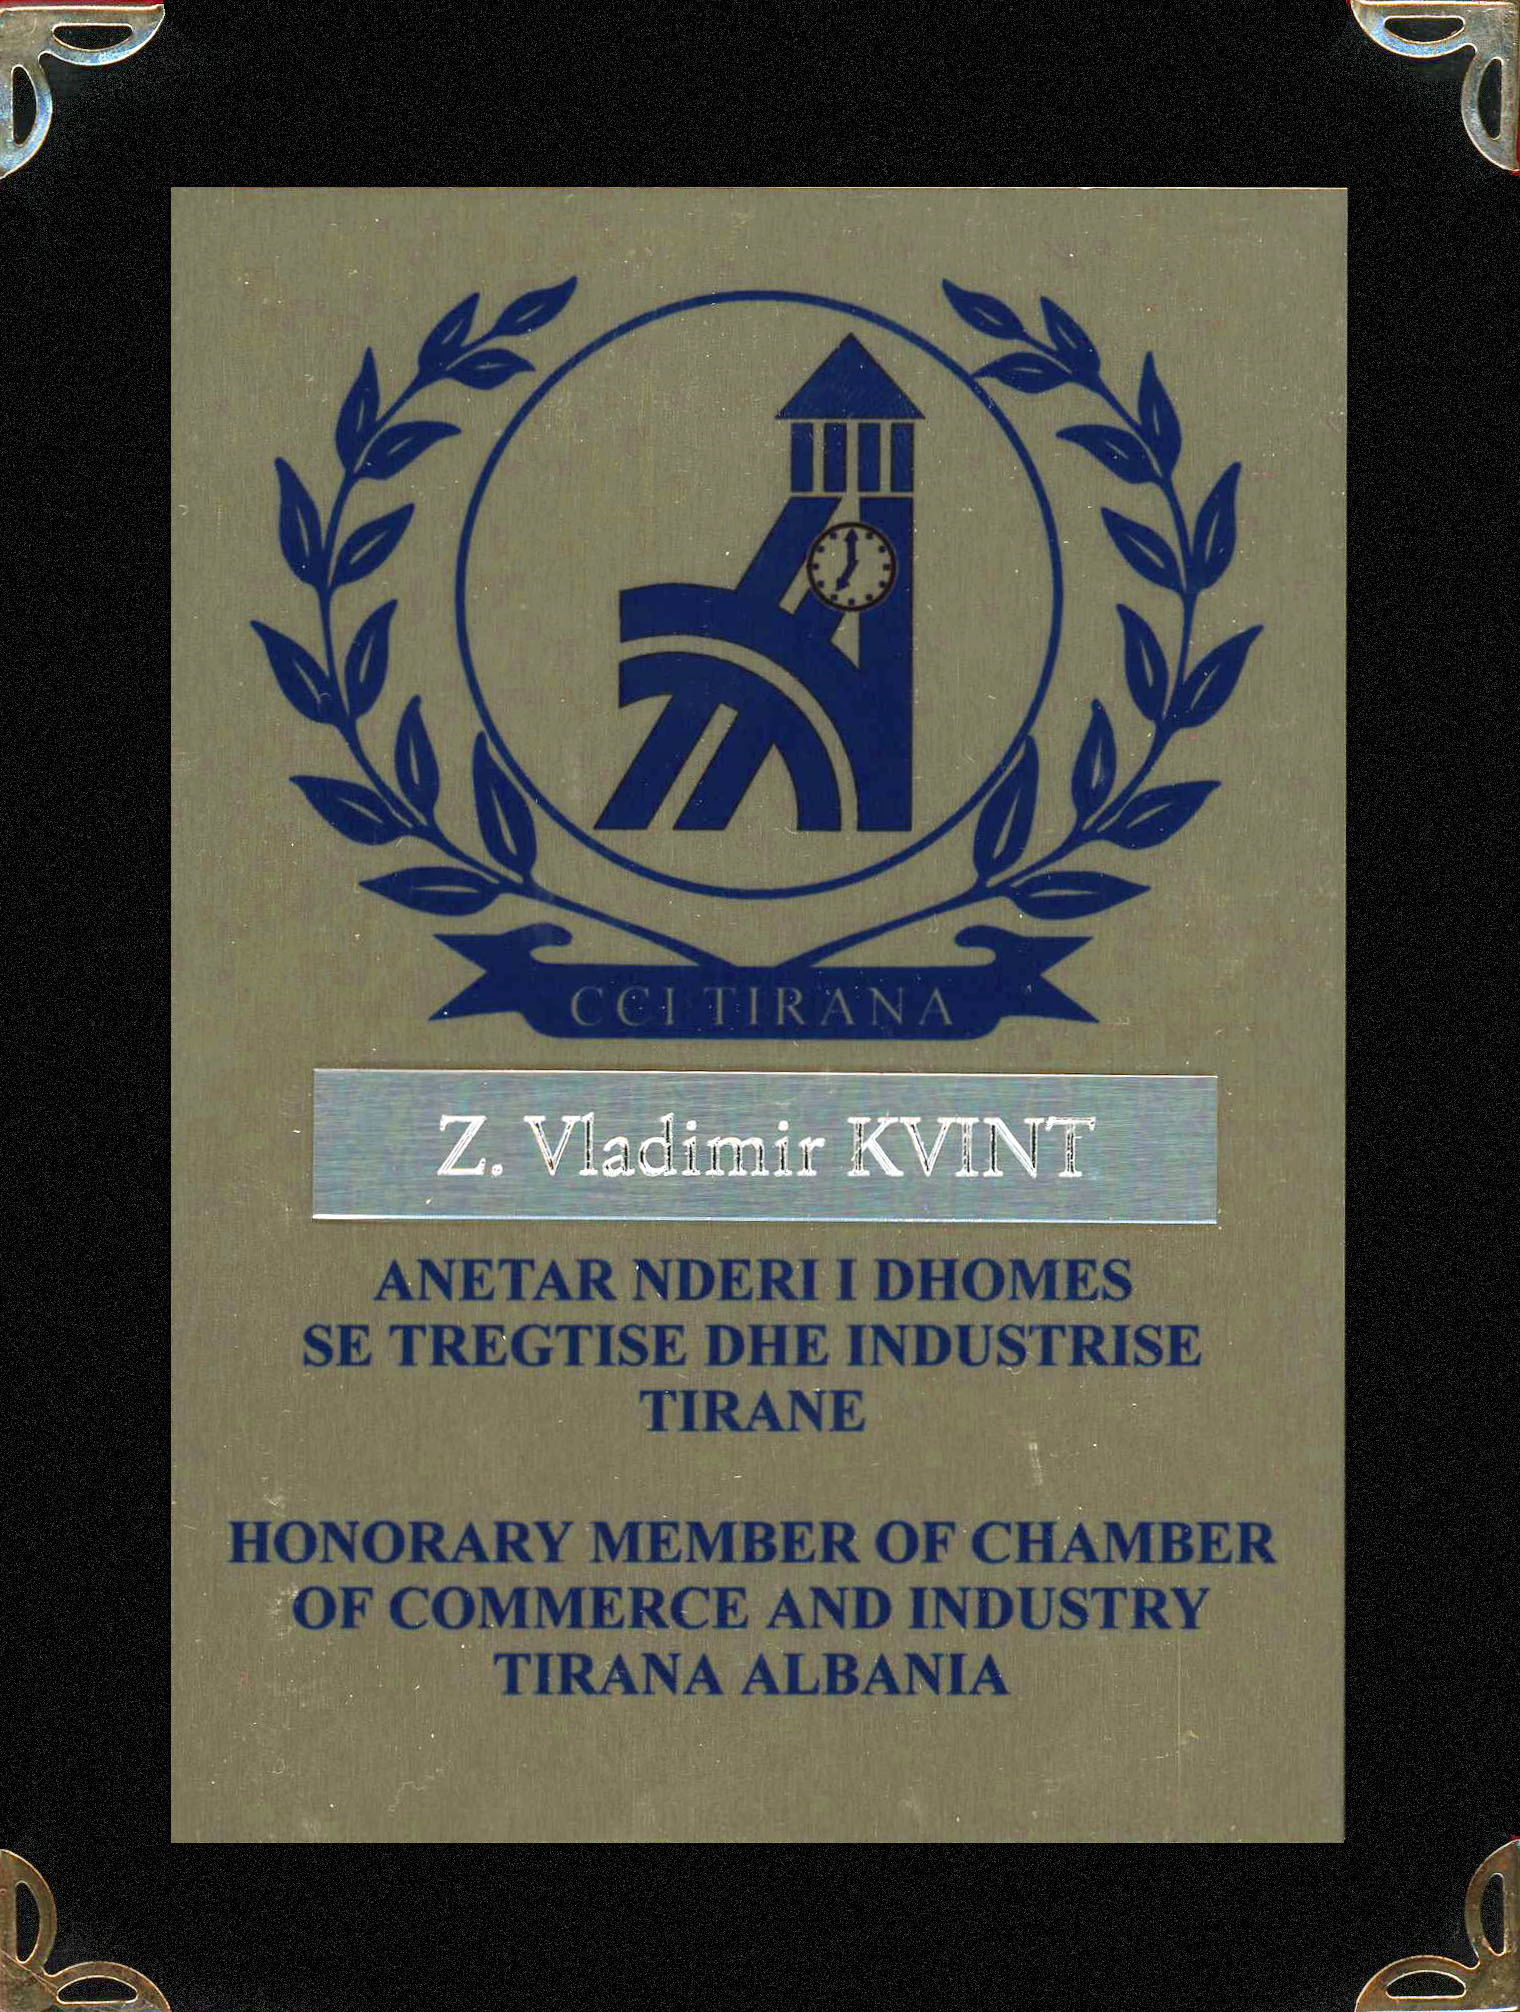 CCI TIRANA
Z. Vladimir KVINT
ANETAR NDERI I DHOMES
SE TREGTISE DHE INDUSTRISE
TIRANE
HONORARY MEMBER OF CHAMBER
OF COMMERCE AND INDUSTRY
TIRANA ALBANIA